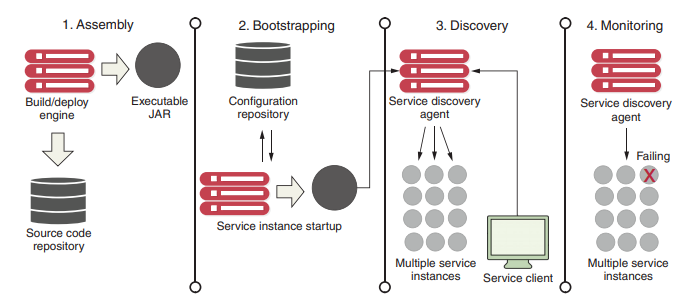 1. Assembly
Build/deploy
engine
Executable
JAR
Source code
repository
2. Bootstrapping
Configuration
repository
Service instance startup
3. Discovery
Service discovery
agent
Multiple service
instances
Service client
4. Monitoring
Service discovery
agent
Failing
X
Multiple service
instances